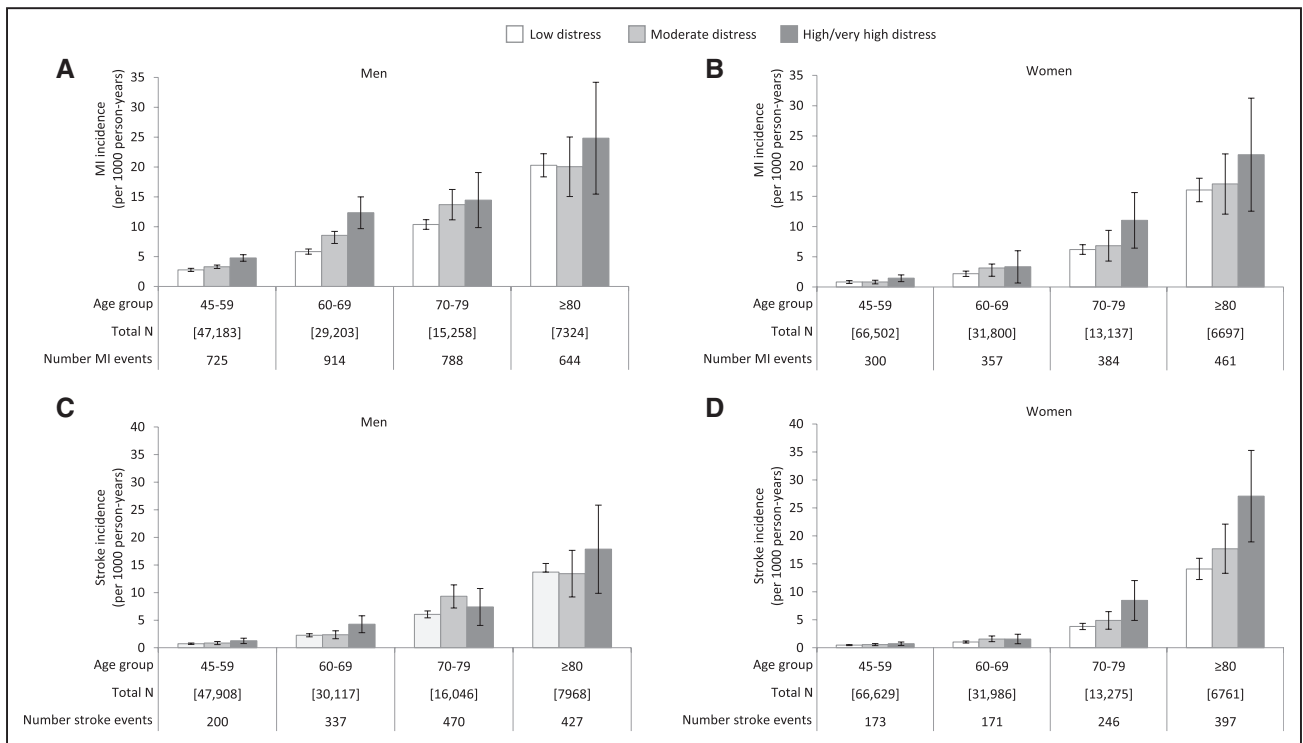 Low distress Moderate distress High/very high distress
A
Men
MI incidence
(per 1000 person-years)
35
30
25
20
15
10
5
0
Age group 45-59 60-69 70-79 ≥80
Total N [47,183] [29,203] [15,258] [7324]
Number MI events 725 914 788 644
B
Women
MI incidence
(per 1000 person-years)
35
30
25
20
15
10
5
0
Age group 45-59 60-69 70-79 ≥80
Total N [66,502] [31,800] [13,137] [6697]
Number MI events 300 357 384 461
C
Men
Stroke incidence
(per 1000 person-years)
40
35
30
25
20
15
10
5
0
Age group 45-59 60-69 70-79 ≥80
Total N [47,908] [30,117] [16,046] [7968]
Number stroke events 200 337 470 427
D
Women
Stroke incidence
(per 1000 person-years)
40
35
30
25
20
15
10
5
0
Age group 45-59 60-69 70-79 ≥80
Total N [66,629] [31,986] [13,275] [6761]
Number stroke events 173 171 246 397